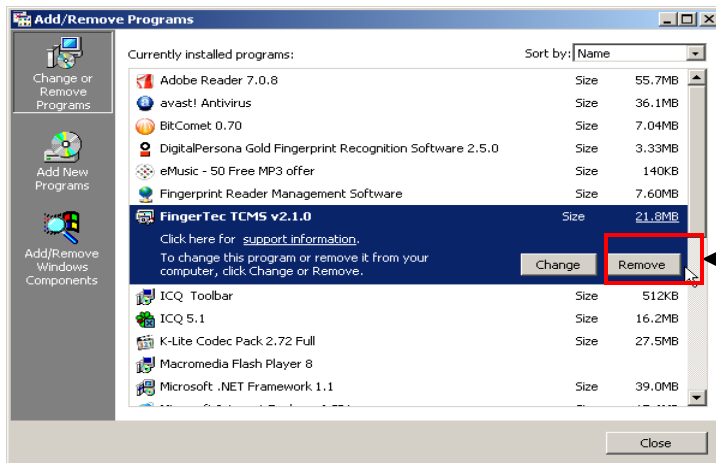 Add/Remove Programs
Change or
Remove
Programs
Add New
Programs
Add/Remove
Windows
Components
Currently installed programs:
Sort by: Name
Adobe Reader 7.0.8 Size 55.7MB
avast! Antivirus Size 36.1MB
BitComet 0.70 Size 7.04MB
DigitalPersona Gold Fingerprint Recognition Software 2.5.0 Size 3.33MB
eMusic - 50 Free MP3 offer Size 140KB
Fingerprint Reader Management Software Size 7.60MB
FingerTec TCMS v2.1.0 Size 21.8MB
Click here for support information.
To change this program or remove it from your
computer, click Change or Remove.
Change Remove
ICQ Toolbar Size 512KB
ICQ 5.1 Size 16.2MB
K-Lite Codec Pack 2.72 Full Size 27.5MB
Macromedia Flash Player 8
Microsoft .NET Framework 1.1 Size 39.0MB
Close